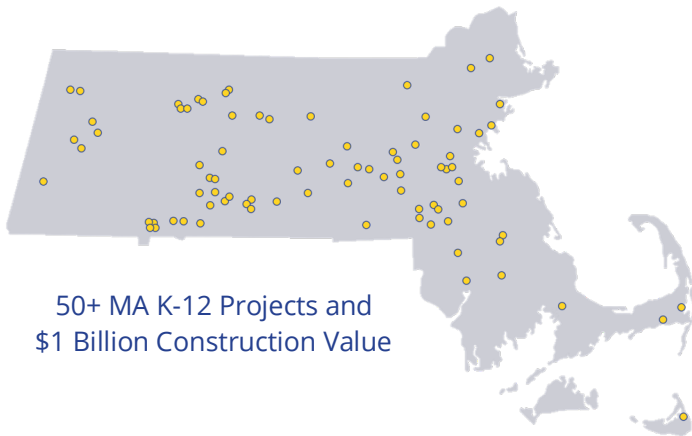 50+ MA K-12 Projects and
$1 Billion Construction Value